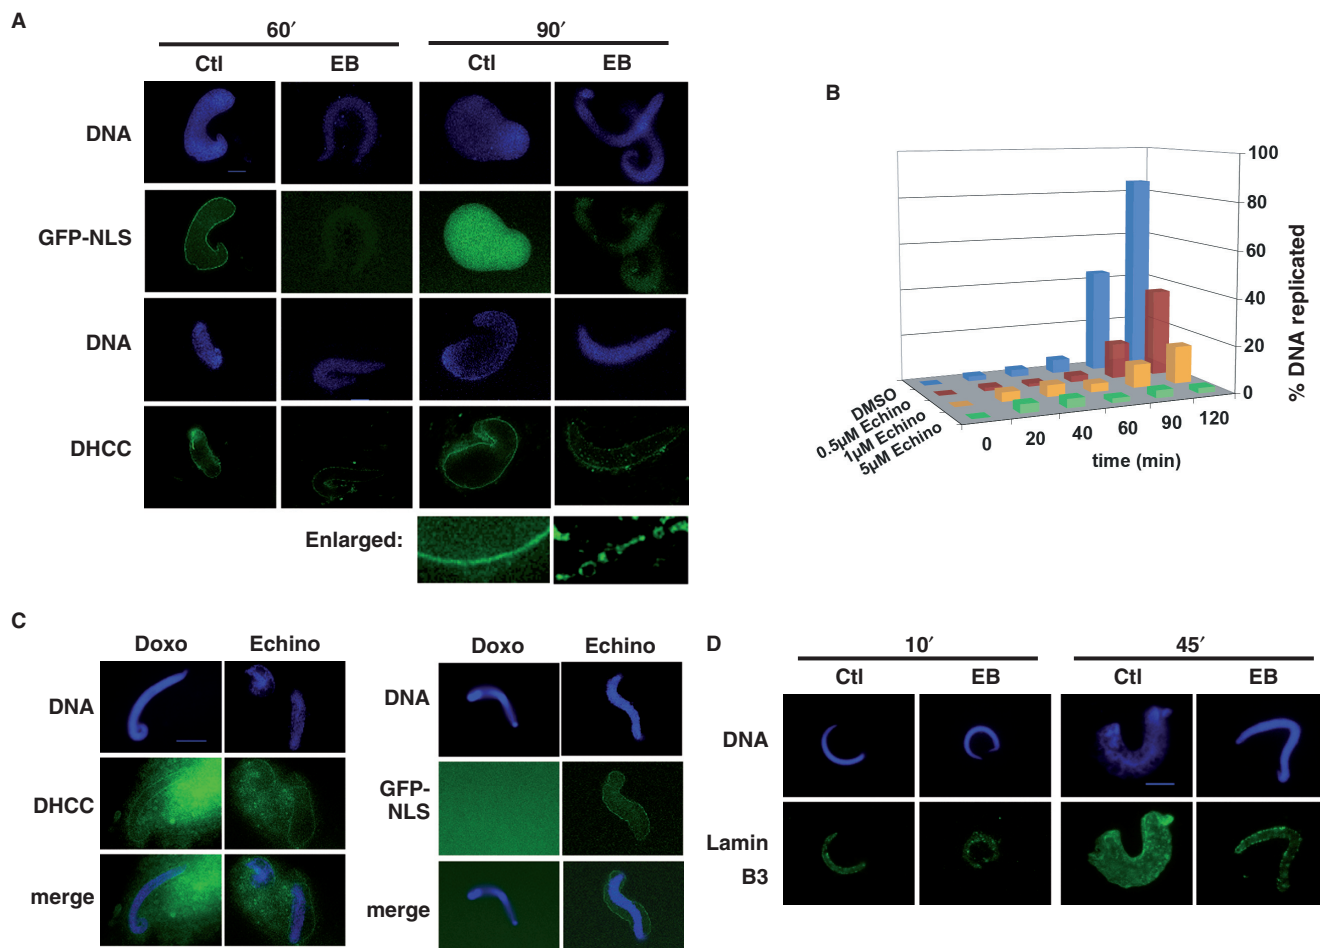 A
60′ 90′
Ctl EB Ctl EB
DNA
GFP-NLS
DNA
DHCC
Enlarged:
B
100
80
60
40
20
0
% DNA replicated
DMSO
0.5µM Echino
1µM Echino
5µM Echino
0 20 40 60 90 120
time (min)
C
Doxo Echino
DNA
DHCC
merge
Doxo Echino
DNA
GFP-
NLS
merge
D
10′ 45′
Ctl EB Ctl EB
DNA
Lamin
B3